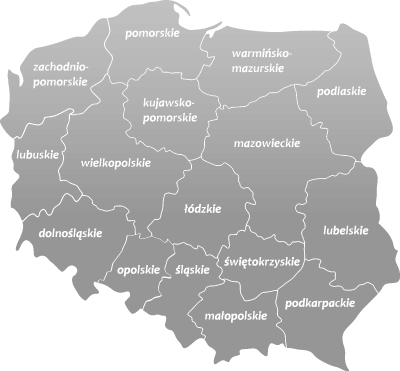 pomorskie
warmińsko-
mazurskie
zachodnio-
pomorskie
podlaskie
kujawsko-
pomorskie
mazowieckie
lubuskie
wielkopolskie
łódzkie
dolnośląskie
lubelskie
opolskie
śląskie
świętokrzyskie
podkarpackie
małopolskie